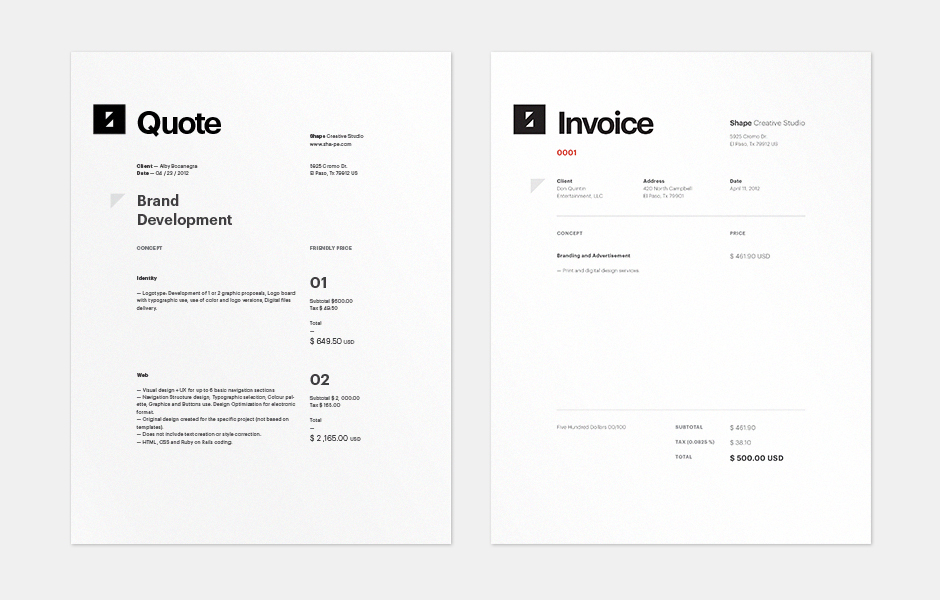 Quote
Shape Creative Studio
www.sha-pe.com
Client — Alby Bocanegra
Date — 04 / 23 / 2012
5925 Cromo Dr.
El Paso, Tx 79912 US
Brand
Development
CONCEPT
FRIENDLY PRICE
Identity
— Logotype: Development of 1 or 2 graphic proposals, Logo board
with typographic use, use of color and logo versions, Digital files
delivery.
01
Subtotal $600.00
Tax $ 49.50
Total
—
$ 649.50 USD
Web
— Visual design + UX for up to 6 basic navigation sections
— Navigation Structure design, Typographic selection, Colour pal-
ette, Graphics and Buttons use. Design Optimization for electronic
format.
— Original design created for the specific project (not based on
templates).
— Does not include text creation or style correction.
— HTML, CSS and Ruby on Rails coding.
02
Subtotal $ 2, 000.00
Tax $ 165.00
Total
—
$ 2,165.00 USD
Invoice
0001
Shape Creative Studio
5925 Cromo Dr.
El Paso, Tx 79912 US
Client
Don Quintin
Entertainment, LLC
Address
420 North Campbell
El Paso, Tx 79901
Date
April 11, 2012
CONCEPT
PRICE
Branding and Advertisement
$ 461.90 USD
— Print and digital design services.
Five Hundred Dollars 00/100
SUBTOTAL
$ 461.90
TAX (0.0825 %)
$ 38.10
TOTAL
$ 500.00 USD